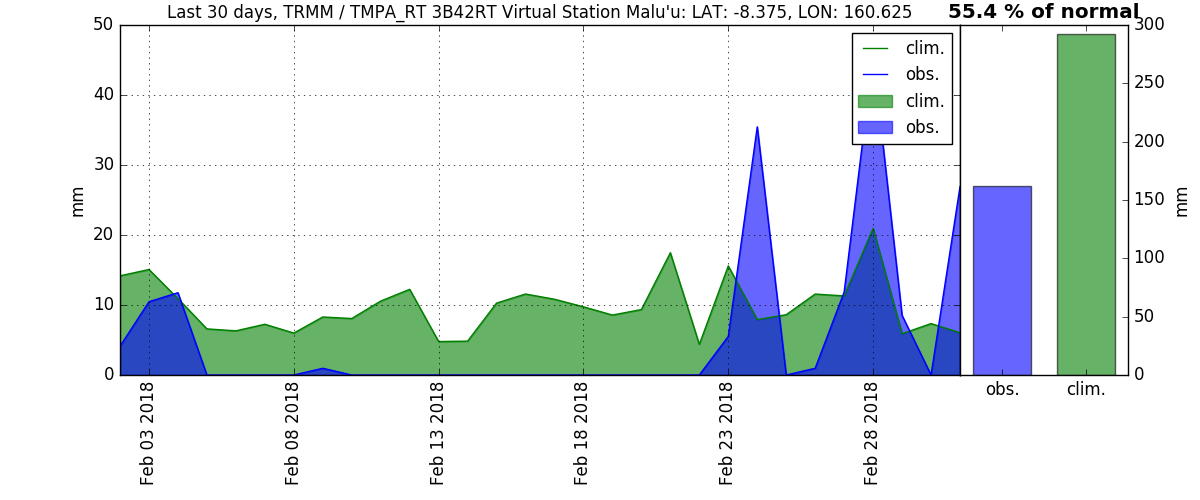 Last 30 days, TRMM / TMPA_RT 3B42RT Virtual Station Malu'u: LAT: -8.375, LON: 160.625
55.4 % of normal
50
40
30
20
10
0
mm
clim.
obs.
clim.
obs.
300
250
200
150
100
50
0
mm
Feb 03 2018
Feb 08 2018
Feb 13 2018
Feb 18 2018
Feb 23 2018
Feb 28 2018
obs.
clim.